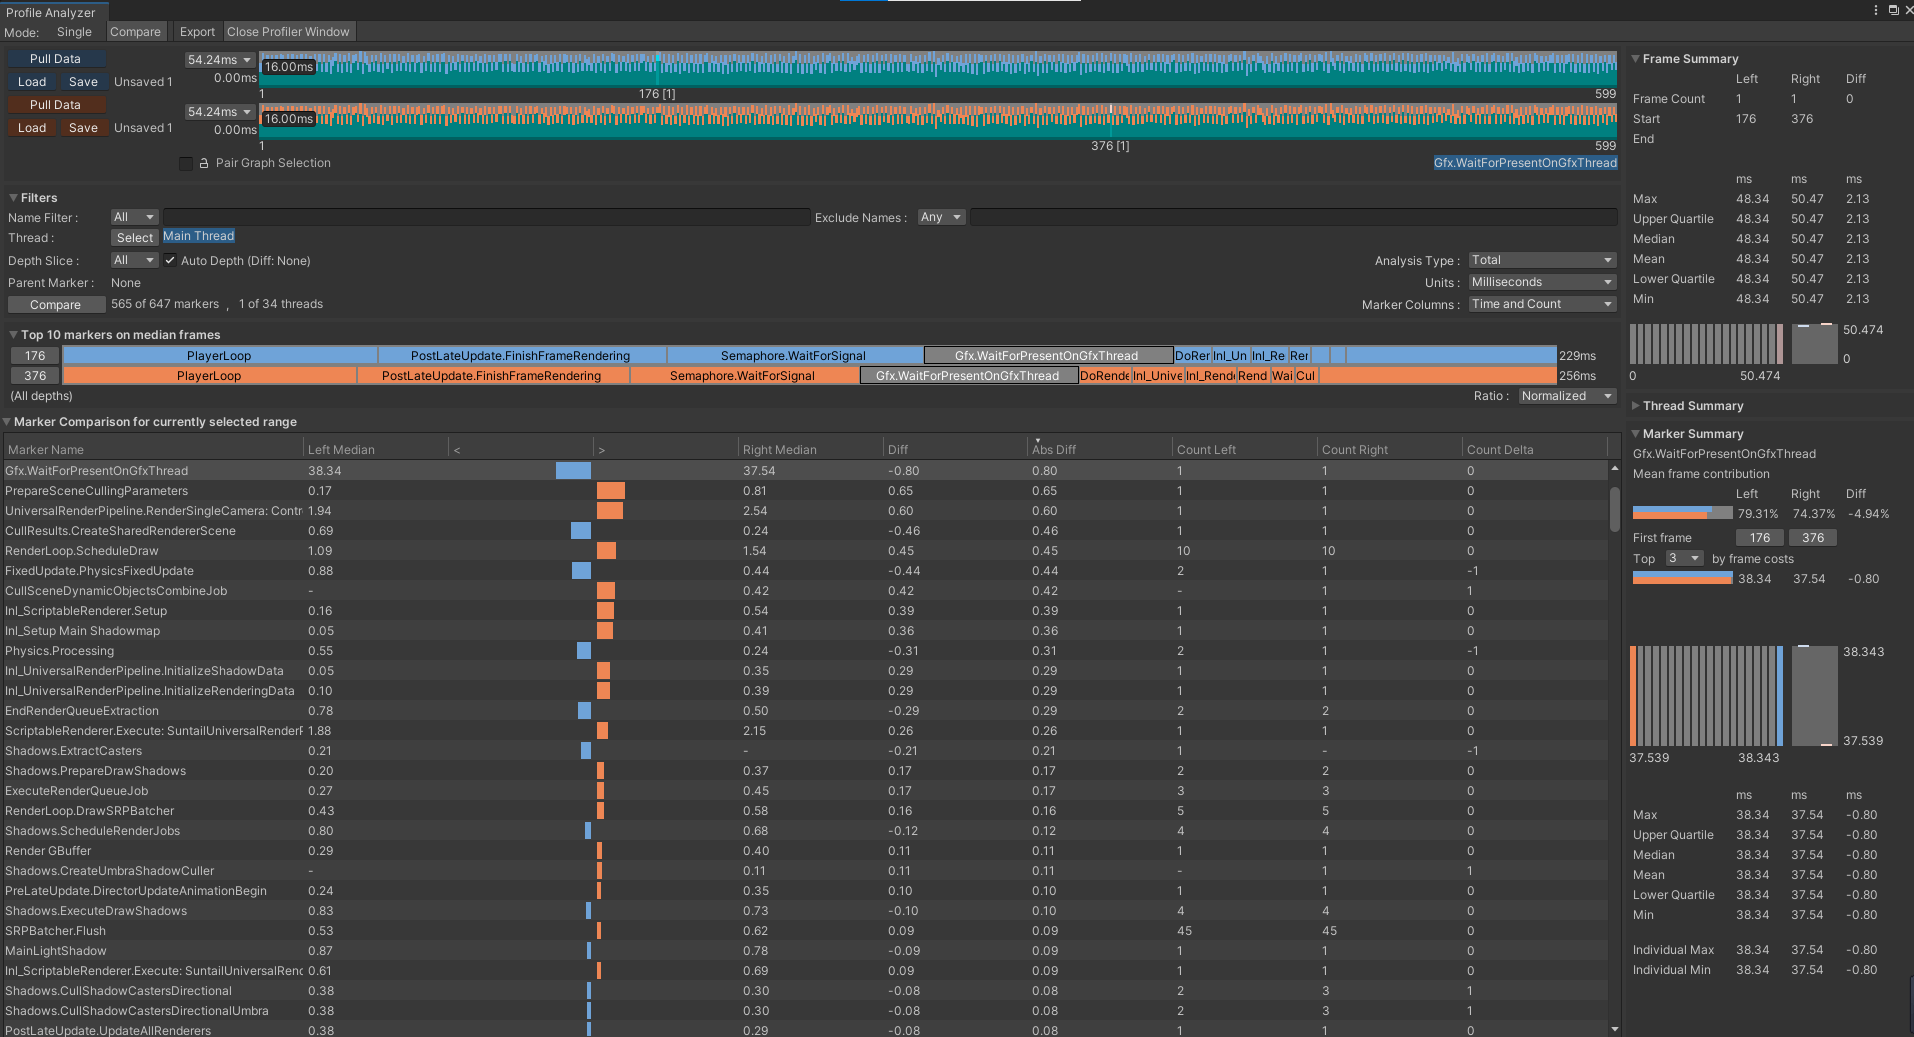 Profile Analyzer
Mode: Single Compare Export Close Profiler Window
Pull Data
Load Save Unsaved 1
Pull Data
Load Save Unsaved 1
54.24ms
0.00ms
16.00ms
1 176 [1] 599
54.24ms
0.00ms
16.00ms
1 376 [1] 599
Pair Graph Selection Gfx.WaitForPresentOnGfxThread
Filters
Name Filter : All Exclude Names : Any
Thread : Select Main Thread
Depth Slice : All Auto Depth (Diff: None) Analysis Type : Total
Parent Marker : None Units : Milliseconds
Compare 565 of 647 markers , 1 of 34 threads Marker Columns : Time and Count
Top 10 markers on median frames
176 PlayerLoop PostLateUpdate.FinishFrameRendering Semaphore.WaitForSignal Gfx.WaitForPresentOnGfxThread DoRer Inl_Un Inl_Re Rer 229ms
376 PlayerLoop PostLateUpdate.FinishFrameRendering Semaphore.WaitForSignal Gfx.WaitForPresentOnGfxThread DoRende Inl_Unive Inl_Rende Rend Wai Cul 256ms
(All depths) Ratio : Normalized
Marker Comparison for currently selected range
Marker Name Left Median < > Right Median Diff Abs Diff Count Left Count Right Count Delta
Gfx.WaitForPresentOnGfxThread 38.34 37.54 -0.80 0.80 1 1 0
PrepareSceneCullingParameters 0.17 0.81 0.65 0.65 1 1 0
UniversalRenderPipeline.RenderSingleCamera: Contr 1.94 2.54 0.60 0.60 1 1 0
CullResults.CreateSharedRendererScene 0.69 0.24 -0.46 0.46 1 1 0
RenderLoop.ScheduleDraw 1.09 1.54 0.45 0.45 10 10 0
FixedUpdate.PhysicsFixedUpdate 0.88 0.44 -0.44 0.44 2 1 -1
CullSceneDynamicObjectsCombineJob - 0.42 0.42 0.42 - 1 1
Inl_ScriptableRenderer.Setup 0.16 0.54 0.39 0.39 1 1 0
Inl_Setup Main Shadowmap 0.05 0.41 0.36 0.36 1 1 0
Physics.Processing 0.55 0.24 -0.31 0.31 2 1 -1
Inl_UniversalRenderPipeline.InitializeShadowData 0.05 0.35 0.29 0.29 1 1 0
Inl_UniversalRenderPipeline.InitializeRenderingData 0.10 0.39 0.29 0.29 1 1 0
EndRenderQueueExtraction 0.78 0.50 -0.29 0.29 2 2 0
ScriptableRenderer.Execute: SuntailUniversalRenderF 1.88 2.15 0.26 0.26 1 1 0
Shadows.ExtractCasters 0.21 - -0.21 0.21 1 - -1
Shadows.PrepareDrawShadows 0.20 0.37 0.17 0.17 2 2 0
ExecuteRenderQueueJob 0.27 0.45 0.17 0.17 3 3 0
RenderLoop.DrawSRPBatcher 0.43 0.58 0.16 0.16 5 5 0
Shadows.ScheduleRenderJobs 0.80 0.68 -0.12 0.12 4 4 0
Render GBuffer 0.29 0.40 0.11 0.11 1 1 0
Shadows.CreateUmbraShadowCuller - 0.11 0.11 0.11 - 1 1
PreLateUpdate.DirectorUpdateAnimationBegin 0.24 0.35 0.10 0.10 1 1 0
Shadows.ExecuteDrawShadows 0.83 0.73 -0.10 0.10 4 4 0
SRPBatcher.Flush 0.53 0.62 0.09 0.09 45 45 0
MainLightShadow 0.87 0.78 -0.09 0.09 1 1 0
Inl_ScriptableRenderer.Execute: SuntailUniversalRend 0.61 0.69 0.09 0.09 1 1 0
Shadows.CullShadowCastersDirectional 0.38 0.30 -0.08 0.08 2 3 1
Shadows.CullShadowCastersDirectionalUmbra 0.38 0.30 -0.08 0.08 2 3 1
PostLateUpdate.UpdateAllRenderers 0.38 0.29 -0.08 0.08 1 1 0
Frame Summary
Left Right Diff
Frame Count 1 1 0
Start 176 376
End
ms ms ms
Max 48.34 50.47 2.13
Upper Quartile 48.34 50.47 2.13
Median 48.34 50.47 2.13
Mean 48.34 50.47 2.13
Lower Quartile 48.34 50.47 2.13
Min 48.34 50.47 2.13
50.474
0
0 50.474
Thread Summary
Marker Summary
Gfx.WaitForPresentOnGfxThread
Mean frame contribution
Left Right Diff
79.31% 74.37% -4.94%
First frame 176 376
Top 3 by frame costs
38.34 37.54 -0.80
38.343
37.539
37.539 38.343
ms ms ms
Max 38.34 37.54 -0.80
Upper Quartile 38.34 37.54 -0.80
Median 38.34 37.54 -0.80
Mean 38.34 37.54 -0.80
Lower Quartile 38.34 37.54 -0.80
Min 38.34 37.54 -0.80
Individual Max 38.34 37.54 -0.80
Individual Min 38.34 37.54 -0.80